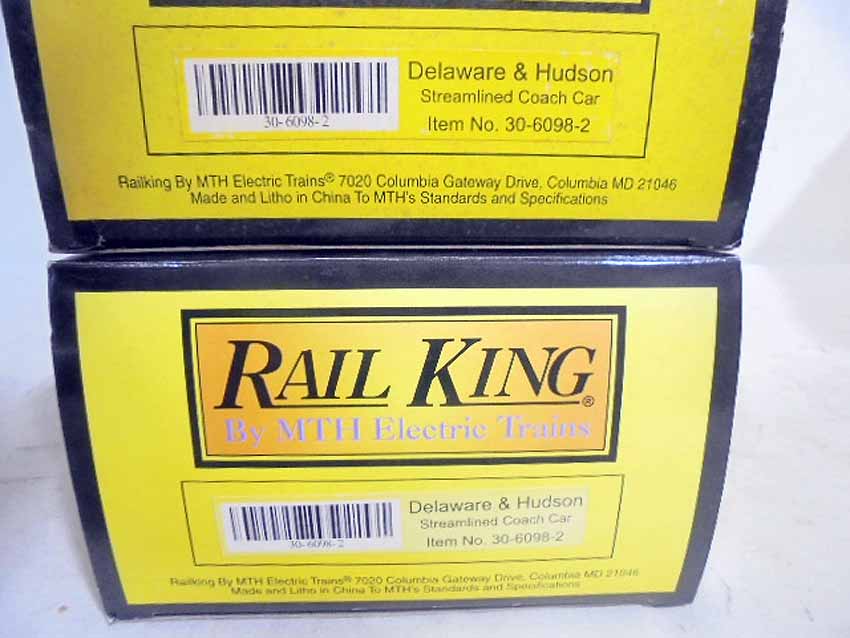 Delaware & Hudson
Streamlined Coach Car
30-6098-2
Item No. 30-6098-2
Railking By MTH Electric Trains® 7020 Columbia Gateway Drive, Columbia MD 21046
Made and Litho in China To MTH's Standards and Specifications
RAIL KING®
By MTH Electric Trains
Delaware & Hudson
Streamlined Coach Car
30-6098-2
Item No. 30-6098-2
Railking By MTH Electric Trains® 7020 Columbia Gateway Drive, Columbia MD 21046
Made and Litho in China To MTH's Standards and Specifications